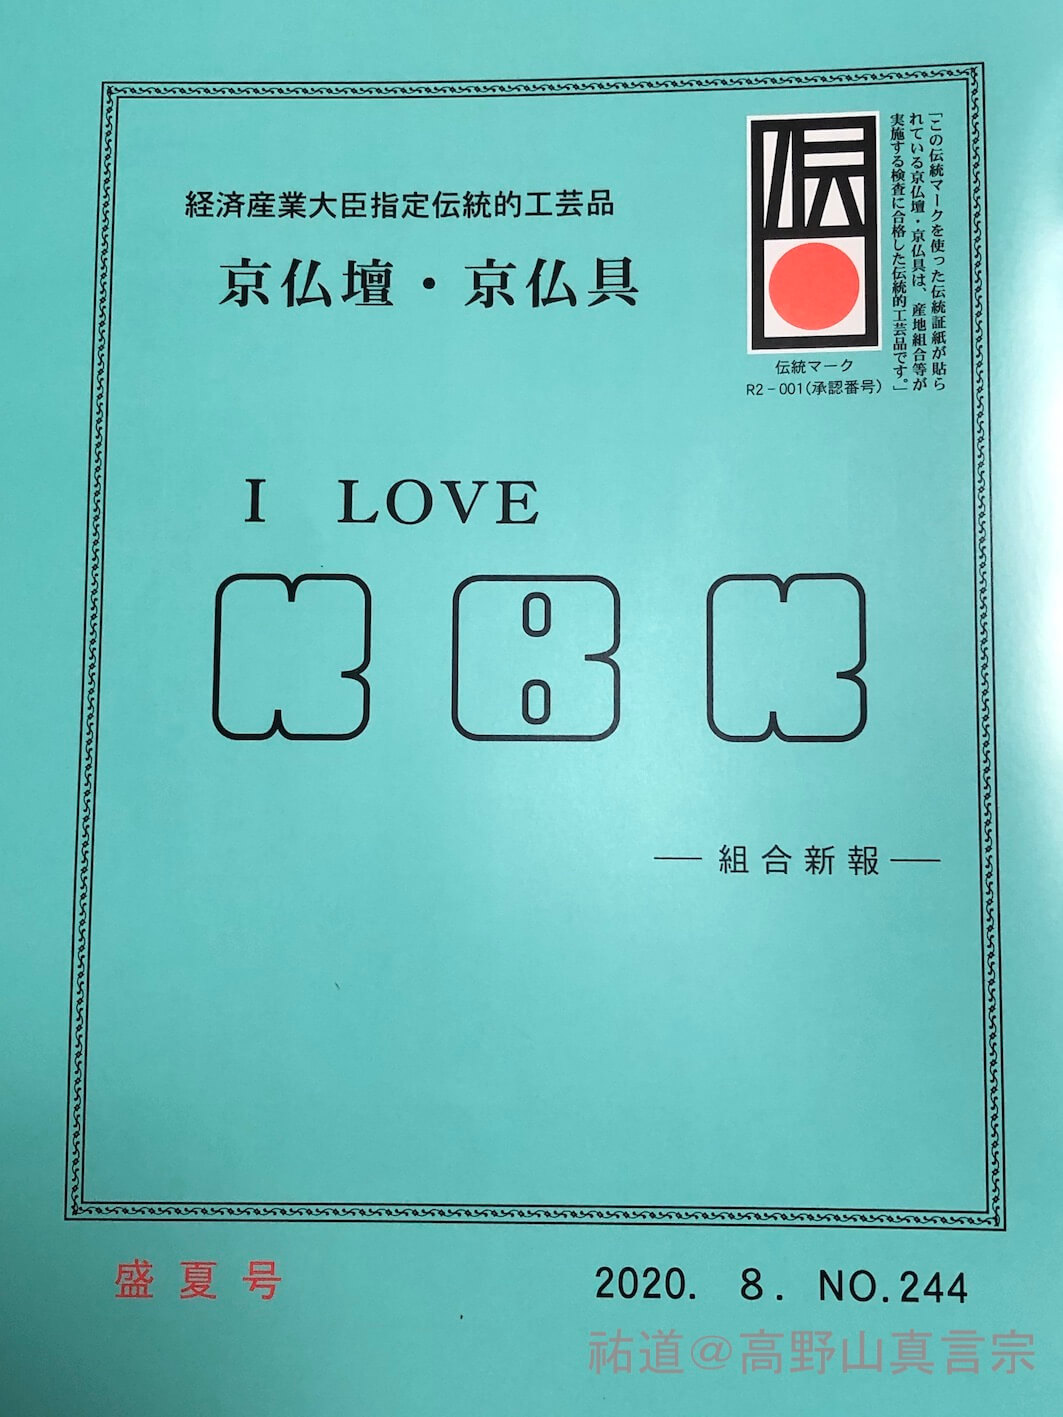 経済産業大臣指定伝統的工芸品
京仏壇・京仏具
「この伝統マークを使った伝統証紙が貼ら
れている京仏壇・京仏具は、産地組合等が
実施する検査に合格した伝統的工芸品です。」
伝
伝統マーク
R2-001(承認番号)
I LOVE
KBK
—組合新報—
盛夏号
2020. 8. NO.244
祐道@高野山真言宗